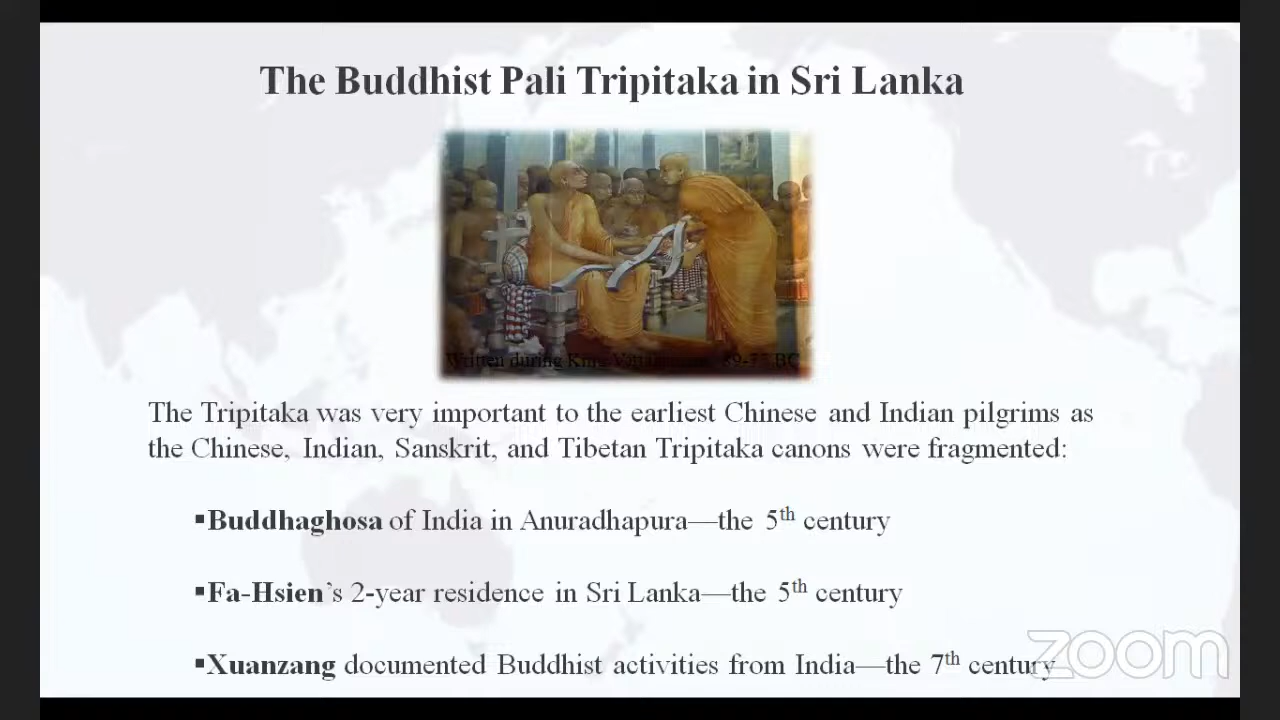 The Buddhist Pali Tripitaka in Sri Lanka
Written during King 89-77 BC
The Tripitaka was very important to the earliest Chinese and Indian pilgrims as
the Chinese, Indian, Sanskrit, and Tibetan Tripitaka canons were fragmented:
▪Buddhaghosa of India in Anuradhapura—the 5th century
▪Fa-Hsien’s 2-year residence in Sri Lanka—the 5th century
▪Xuanzang documented Buddhist activities from India—the 7th century
zoom